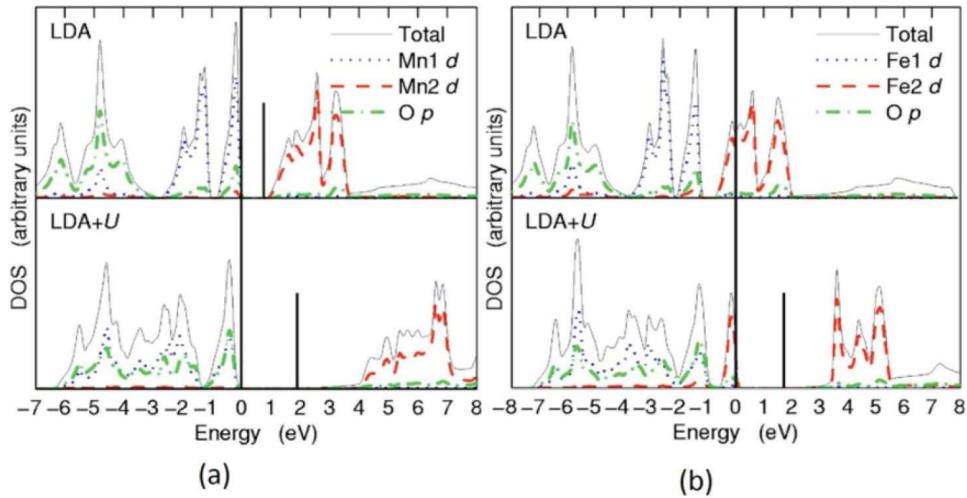 LDA
Total
Mn1 d
Mn2 d
O p
LDA+U
DOS (arbitrary units)
−7 −6 −5 −4 −3 −2 −1 0 1 2 3 4 5 6 7 8
Energy (eV)
(a)
LDA
Total
Fe1 d
Fe2 d
O p
LDA+U
DOS (arbitrary units)
−8 −7 −6 −5 −4 −3 −2 −1 0 1 2 3 4 5 6 7 8
Energy (eV)
(b)